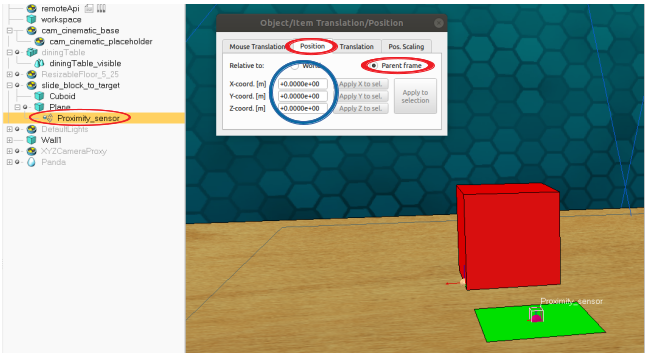 remoteApi
workspace
cam_cinematic_base
cam_cinematic_placeholder
diningTable
diningTable_visible
ResizableFloor_5_25
slide_block_to_target
Cuboid
Plane
Proximity_sensor
DefaultLights
Wall1
XYZCameraProxy
Panda
Object/Item Translation/Position
Mouse Translation Position Translation Pos. Scaling
Relative to: World Parent frame
X-coord. [m] +0.0000e+00 Apply X to sel.
Y-coord. [m] +0.0000e+00 Apply Y to sel.
Z-coord. [m] +0.0000e+00 Apply Z to sel.
Apply to
selection
Proximity_sensor